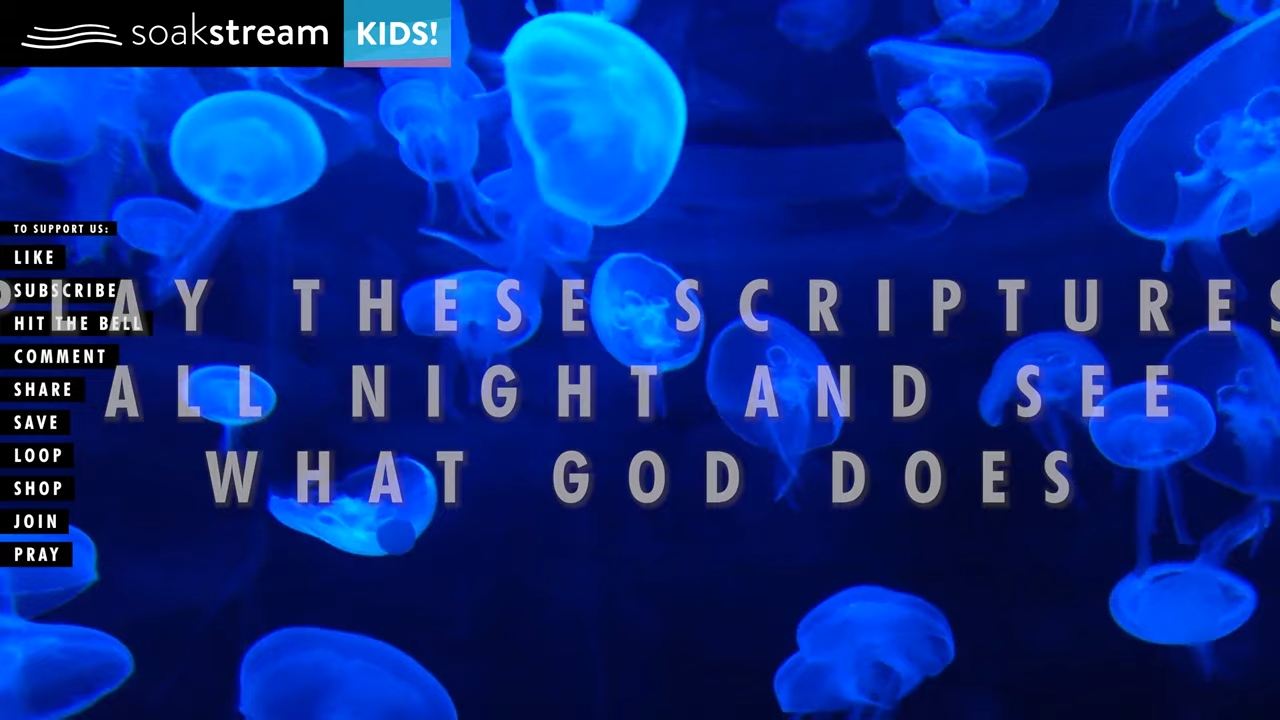 soakstream KIDS!
TO SUPPORT US:
LIKE
SUBSCRIBE
HIT THE BELL
COMMENT
SHARE
SAVE
LOOP
SHOP
JOIN
PRAY
PLAY THESE SCRIPTURES
ALL NIGHT AND SEE
WHAT GOD DOES